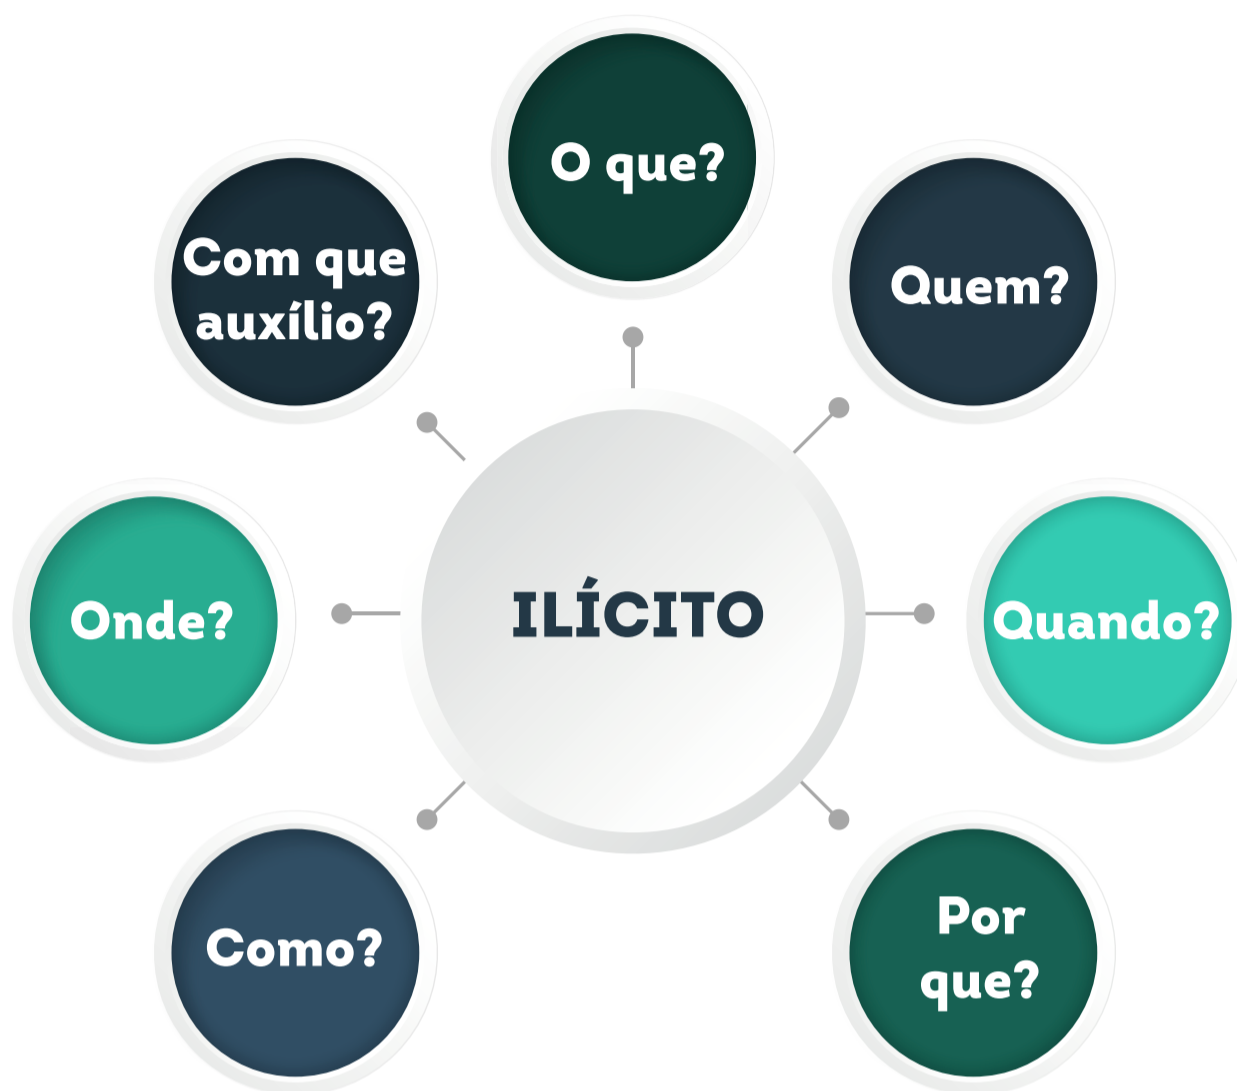 O que?
Com que
auxílio?
Quem?
Onde?
ILÍCITO
Quando?
Como?
Por
que?